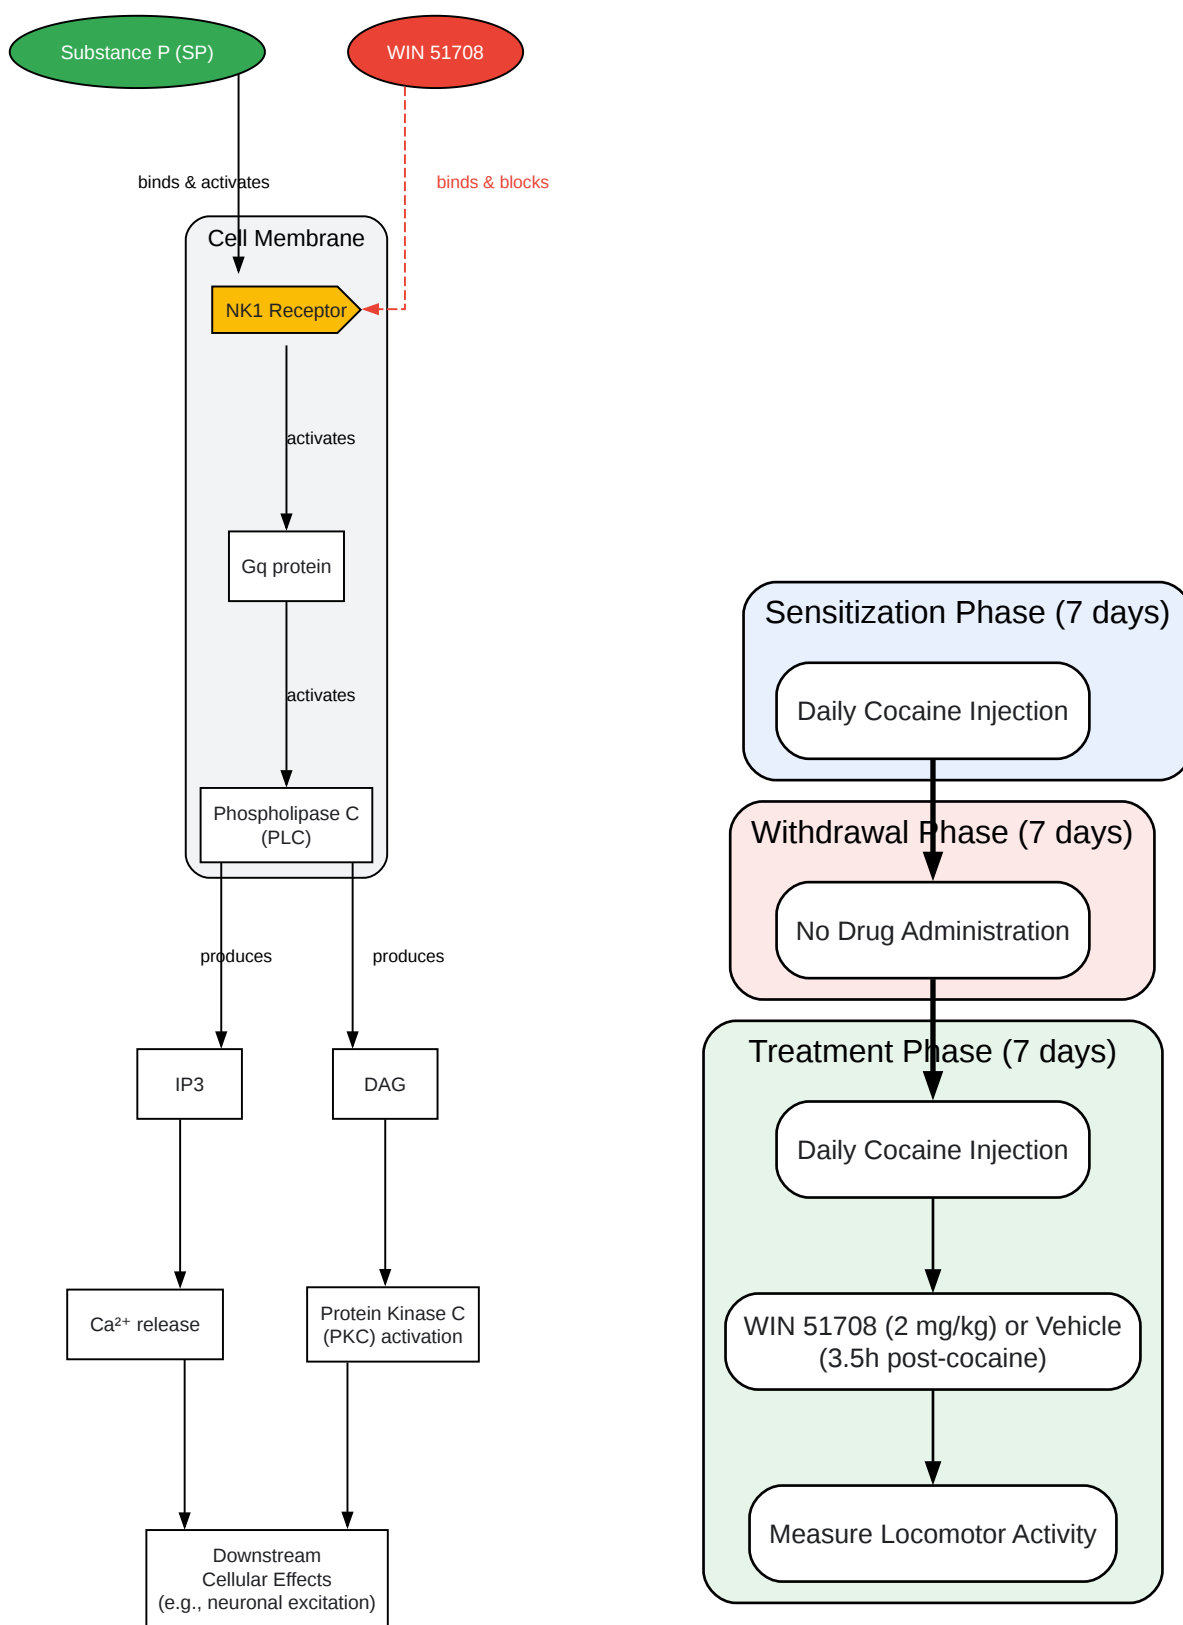 Substance P (SP)
WIN 51708
binds & activates
binds & blocks
Cell Membrane
NK1 Receptor
activates
Gq protein
activates
Phospholipase C
(PLC)
produces
produces
IP3
DAG
Ca²⁺ release
Protein Kinase C
(PKC) activation
Downstream
Cellular Effects
(e.g., neuronal excitation)
Sensitization Phase (7 days)
Daily Cocaine Injection
Withdrawal Phase (7 days)
No Drug Administration
Treatment Phase (7 days)
Daily Cocaine Injection
WIN 51708 (2 mg/kg) or Vehicle
(3.5h post-cocaine)
Measure Locomotor Activity